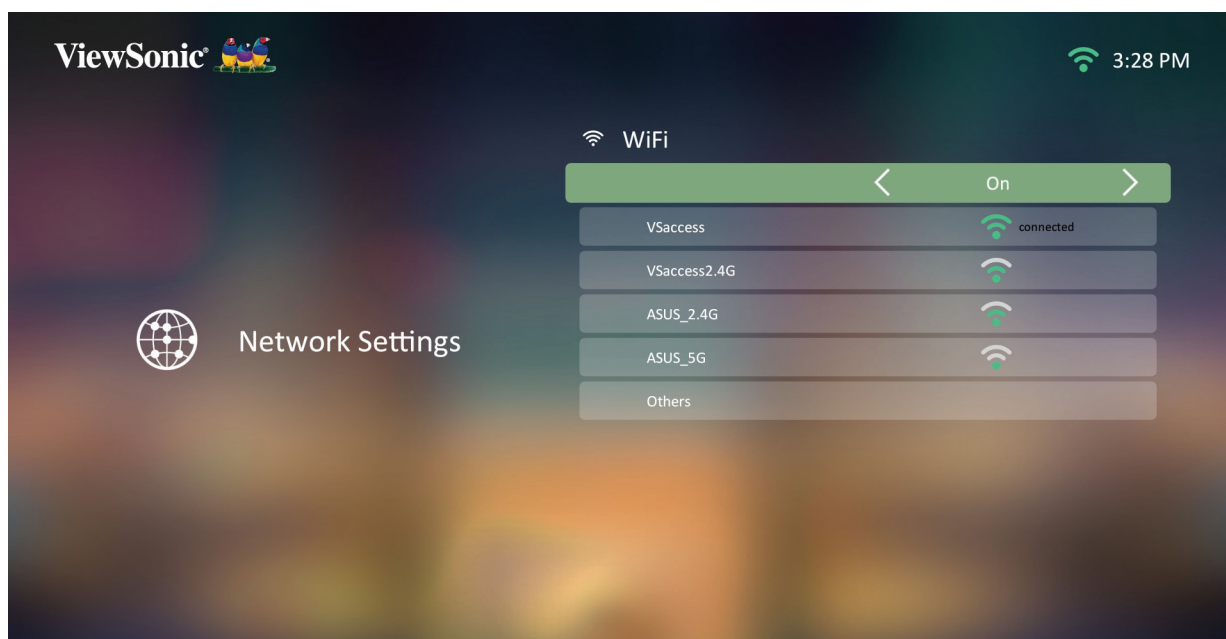 ViewSonic®
3:28 PM
WiFi
On
VSaccess
connected
VSaccess2.4G
ASUS_2.4G
Network Settings
ASUS_5G
Others